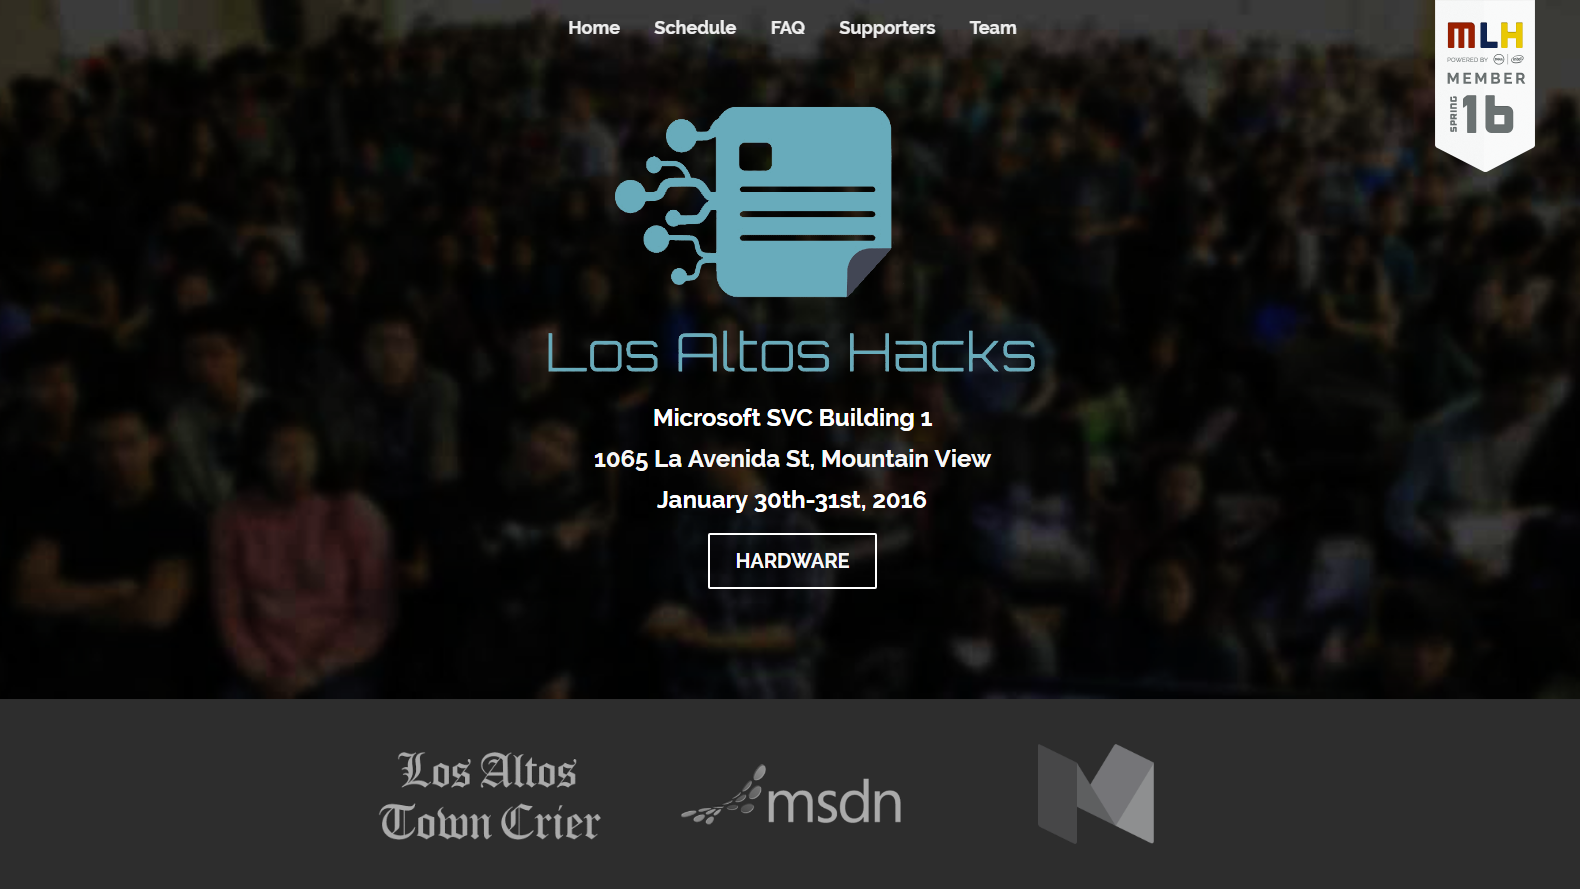 Home Schedule FAQ Supporters Team
MLH
POWERED BY
MEMBER
SPRING 16
Los Altos Hacks
Microsoft SVC Building 1
1065 La Avenida St, Mountain View
January 30th-31st, 2016
HARDWARE
Los Altos
Town Crier
msdn